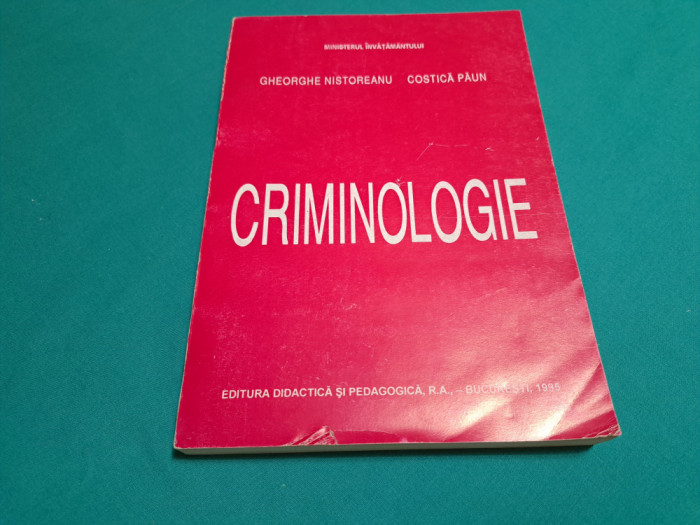 MINISTERUL ÎNVĂȚĂMÂNTULUI
GHEORGHE NISTOREANU COSTICĂ PĂUN
CRIMINOLOGIE
EDITURA DIDACTICĂ ȘI PEDAGOGICĂ, R.A., – BUCUREȘTI, 1995